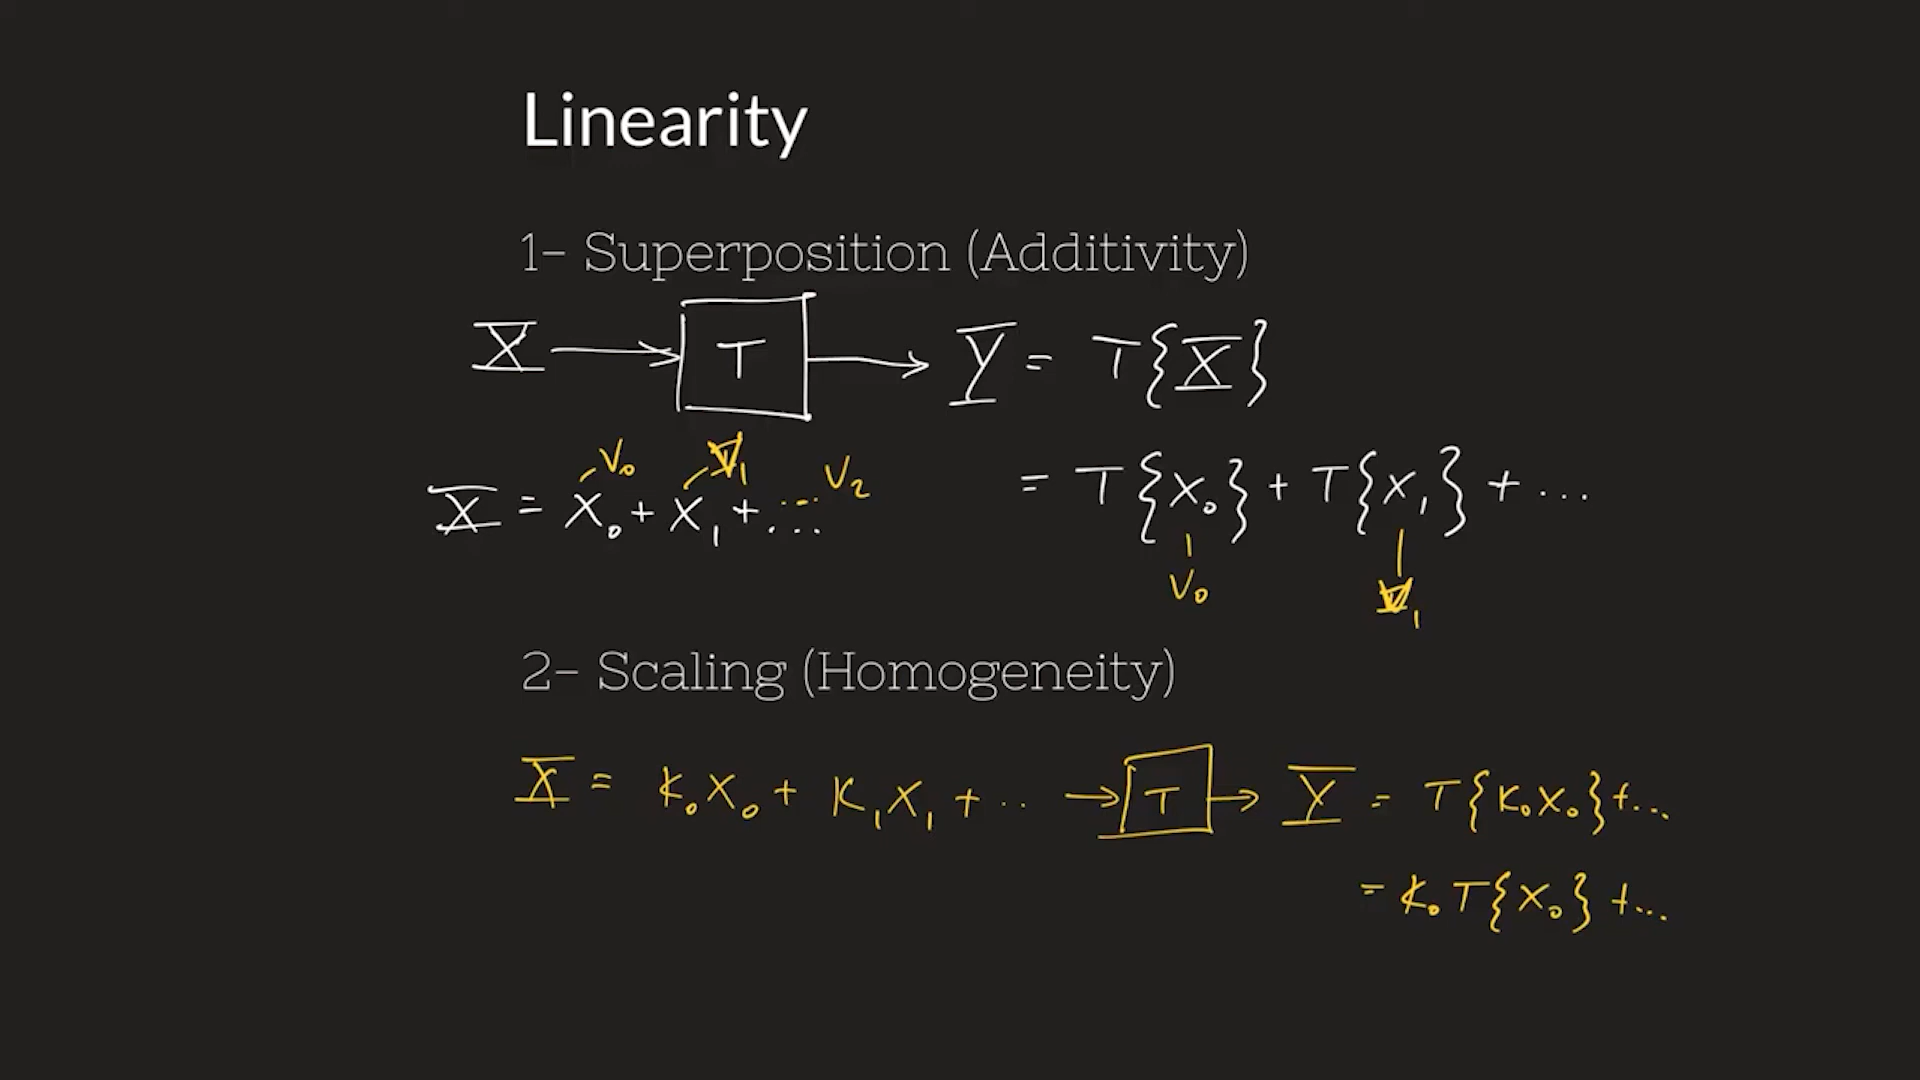 Linearity
1- Superposition (Additivity)
X → T → Y = T{X}
V₀ V₁ V₂
X = X₀ + X₁ + ... = T{X₀} + T{X₁} + ...
V₀ V₁
2- Scaling (Homogeneity)
X = K₀X₀ + K₁X₁ + .. → T → Y = T{K₀X₀} + ...
= K₀T{X₀} + ...